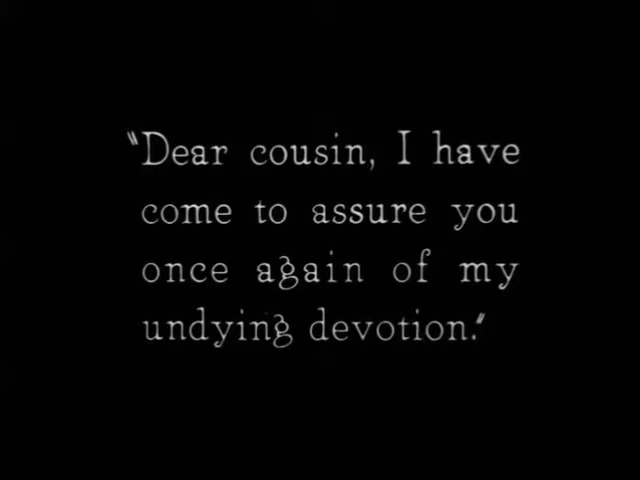 "Dear cousin, I have
come to assure you
once again of my
undying devotion."